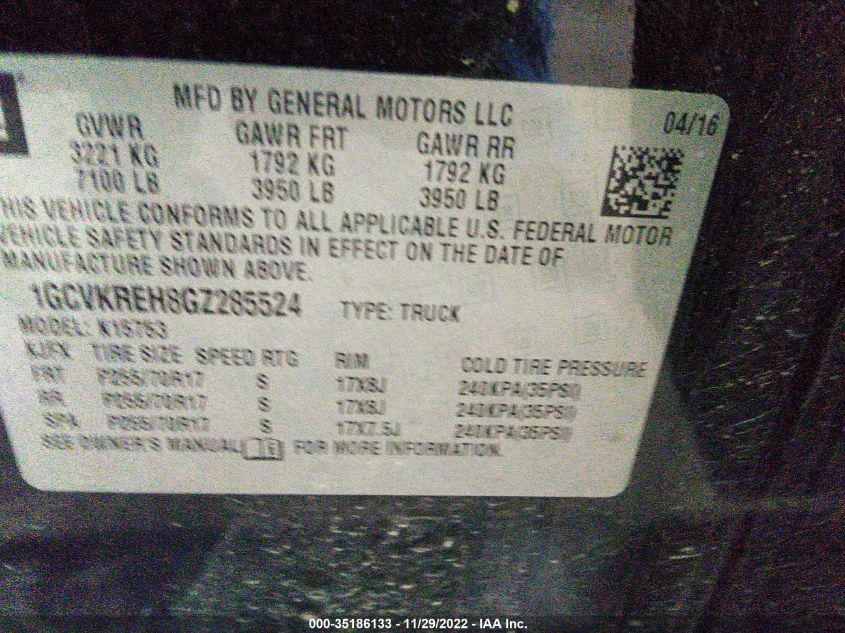 MFD BY GENERAL MOTORS LLC 04/16
GVWR GAWR FRT GAWR RR
3221 KG 1792 KG 1792 KG
7100 LB 3950 LB 3950 LB
THIS VEHICLE CONFORMS TO ALL APPLICABLE U.S. FEDERAL MOTOR
VEHICLE SAFETY STANDARDS IN EFFECT ON THE DATE OF
MANUFACTURE SHOWN ABOVE.
1GCVKREH8GZ285524 TYPE: TRUCK
MODEL: K15753
TIRE SIZE SPEED RTG RIM COLD TIRE PRESSURE
FRT P255/70R17 S 17X8J 240KPA(35PSI)
RR P255/70R17 S 17X8J 240KPA(35PSI)
SPA P255/70R17 S 17X7.5J 240KPA(35PSI)
SEE OWNER'S MANUAL FOR MORE INFORMATION.
000-35186133 - 11/29/2022 - IAA Inc.